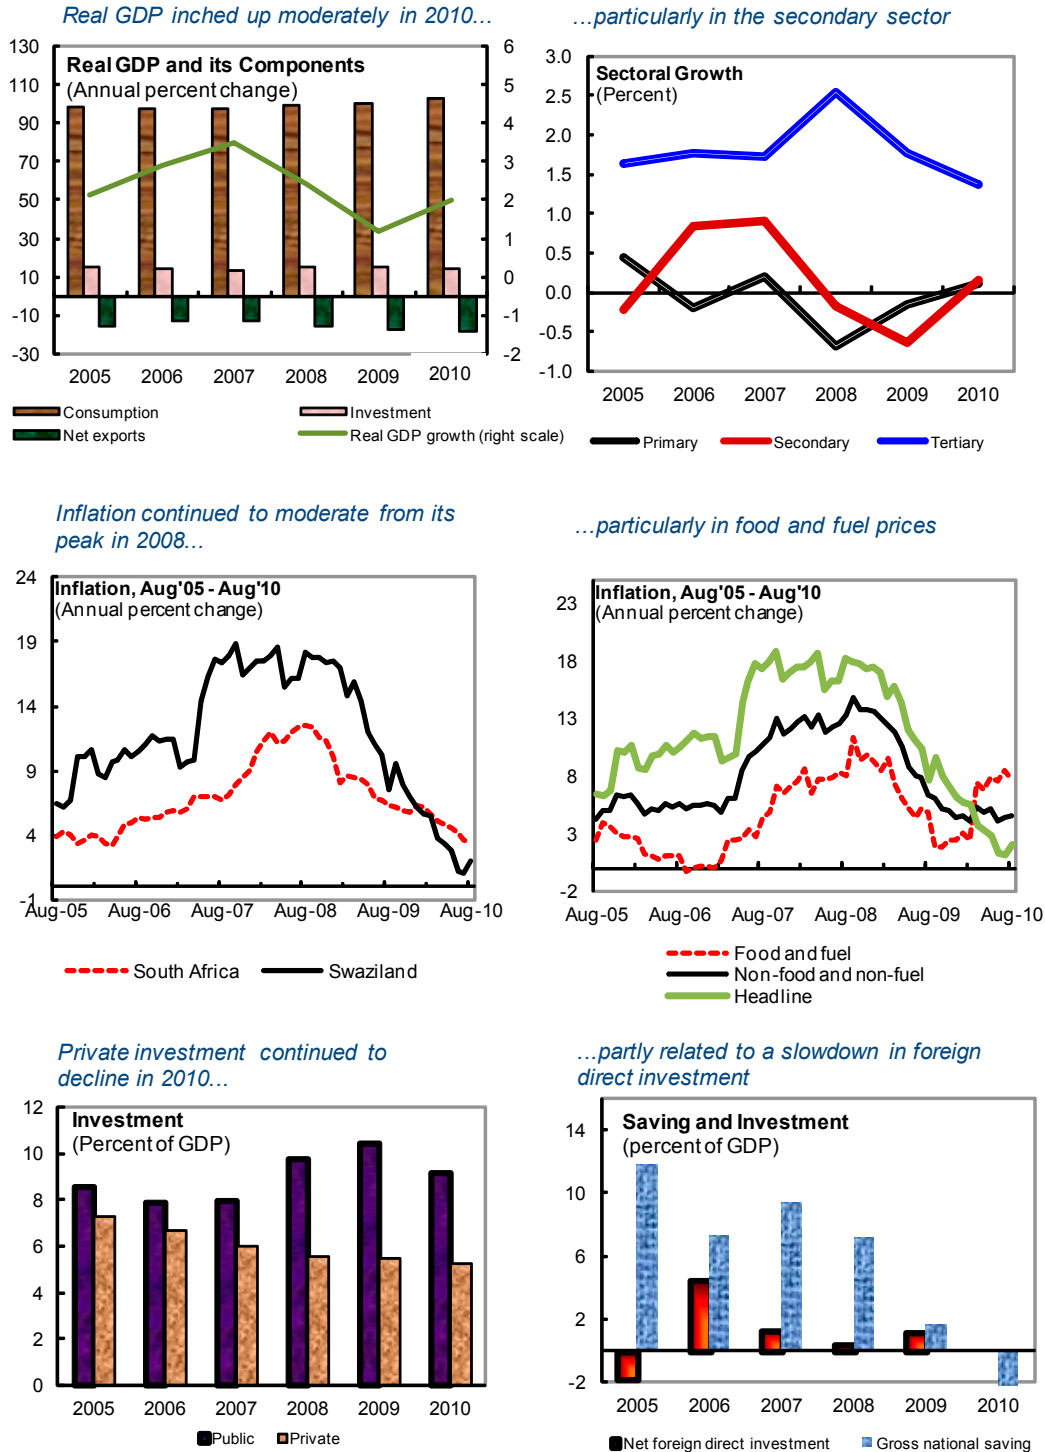 Real GDP inched up moderately in 2010...
130
110
90
70
50
30
10
-10
-30
Real GDP and its Components
(Annual percent change)
6
5
4
3
2
1
0
-1
-2
2005 2006 2007 2008 2009 2010
Consumption Investment
Net exports Real GDP growth (right scale)
...particularly in the secondary sector
3.0
2.5
2.0
1.5
1.0
0.5
0.0
-0.5
-1.0
Sectoral Growth
(Percent)
2005 2006 2007 2008 2009 2010
Primary Secondary Tertiary
Inflation continued to moderate from its
peak in 2008...
24
19
14
9
4
-1
Inflation, Aug'05 - Aug'10
(Annual percent change)
Aug-05 Aug-06 Aug-07 Aug-08 Aug-09 Aug-10
South Africa Swaziland
...particularly in food and fuel prices
23
18
13
8
3
-2
Inflation, Aug'05 - Aug'10
(Annual percent change)
Aug-05 Aug-06 Aug-07 Aug-08 Aug-09 Aug-10
Food and fuel
Non-food and non-fuel
Headline
Private investment continued to
decline in 2010...
12
10
8
6
4
2
0
Investment
(Percent of GDP)
2005 2006 2007 2008 2009 2010
Public Private
...partly related to a slowdown in foreign
direct investment
14
10
6
2
-2
Saving and Investment
(percent of GDP)
2005 2006 2007 2008 2009 2010
Net foreign direct investment Gross national saving